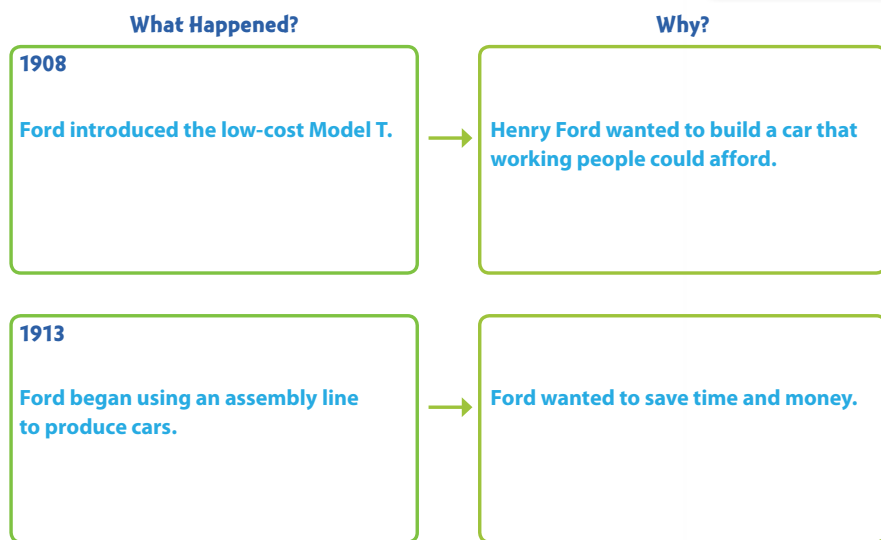 What Happened?
Why?
1908
Ford introduced the low-cost Model T.
Henry Ford wanted to build a car that
working people could afford.
1913
Ford began using an assembly line
to produce cars.
Ford wanted to save time and money.